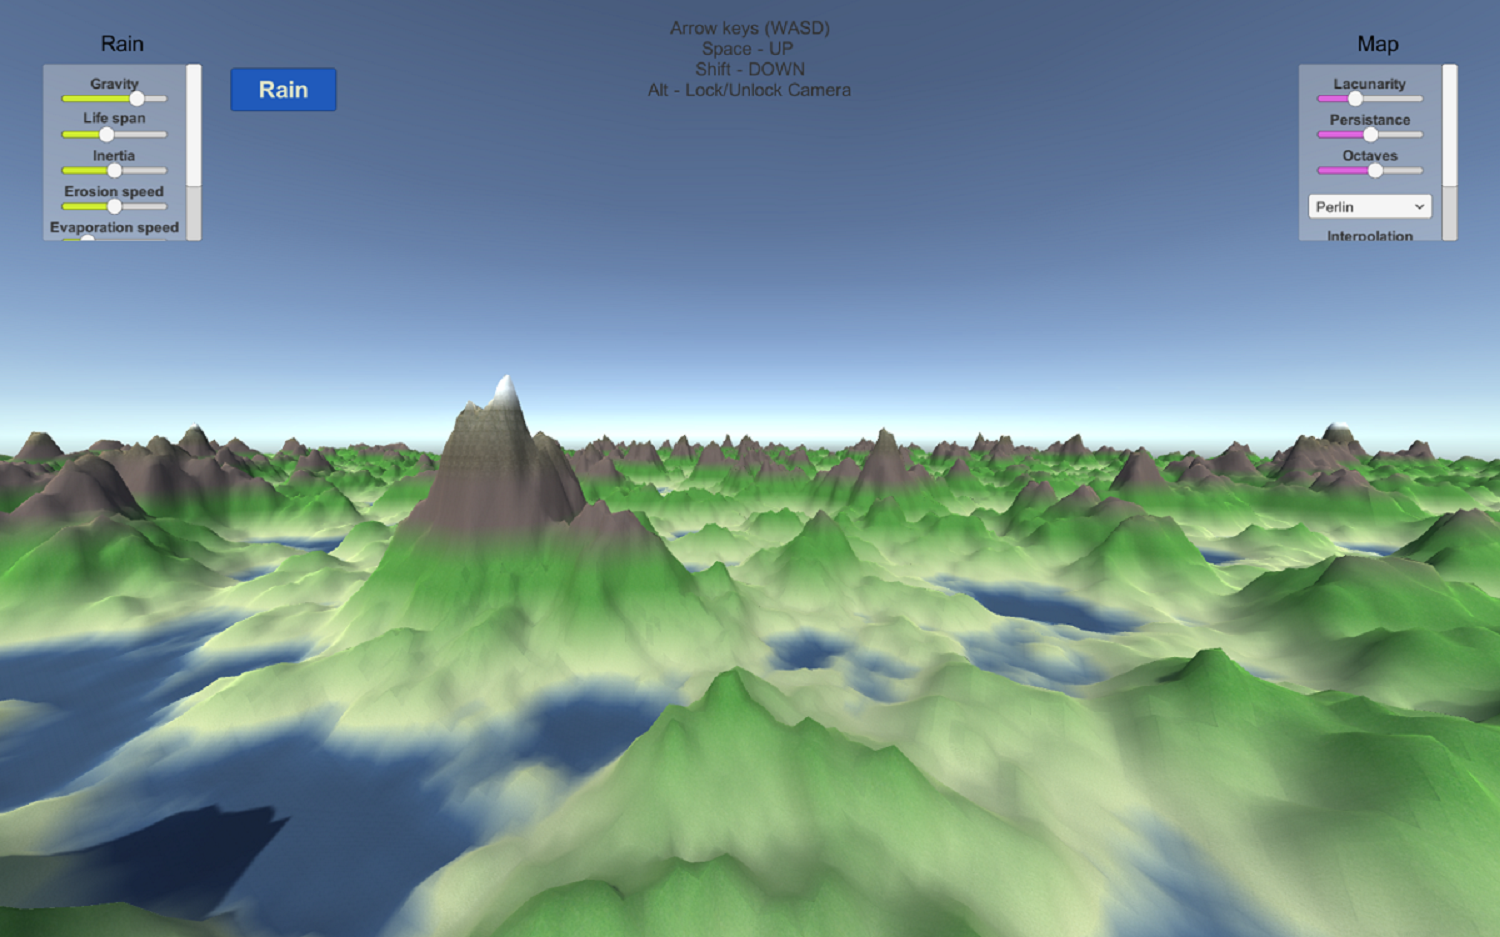 Arrow keys (WASD)
Space - UP
Shift - DOWN
Alt - Lock/Unlock Camera
Rain
Gravity
Life span
Inertia
Erosion speed
Evaporation speed
Rain
Map
Lacunarity
Persistance
Octaves
Perlin
Interpolation